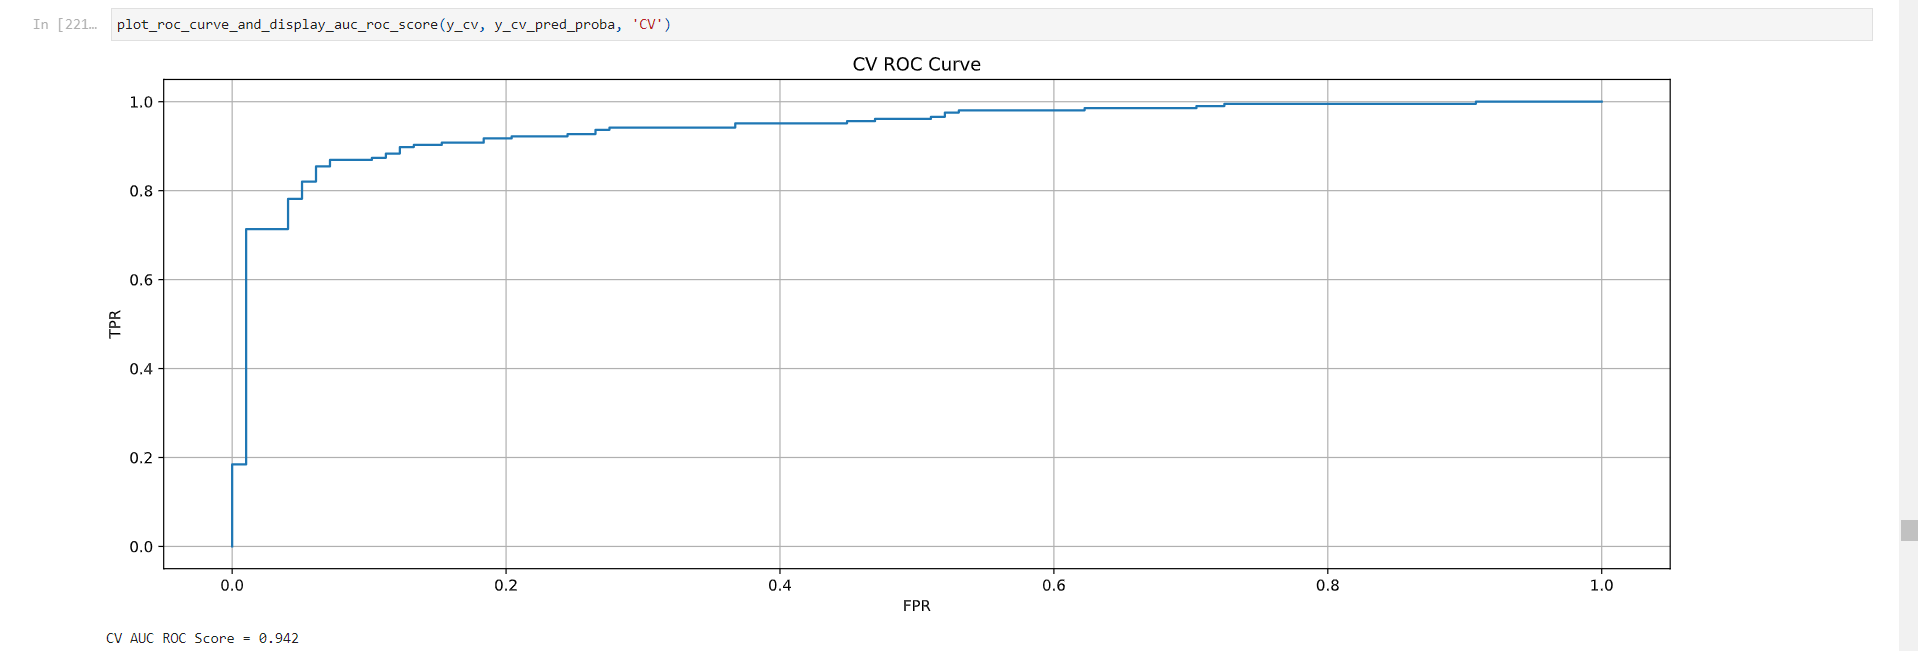 In [221… plot_roc_curve_and_display_auc_roc_score(y_cv, y_cv_pred_proba, 'CV')
CV ROC Curve
1.0
0.8
0.6
0.4
0.2
0.0
TPR
0.0 0.2 0.4 0.6 0.8 1.0
FPR
CV AUC ROC Score = 0.942